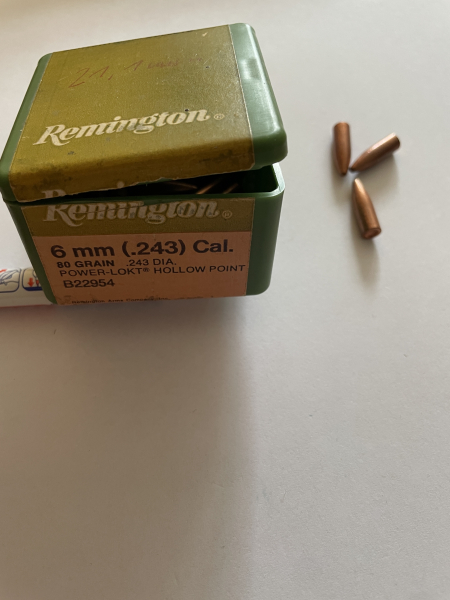 Remington®
Remington®
6 mm (.243) Cal.
80 GRAIN .243 DIA.
POWER-LOKT® HOLLOW POINT
B22954